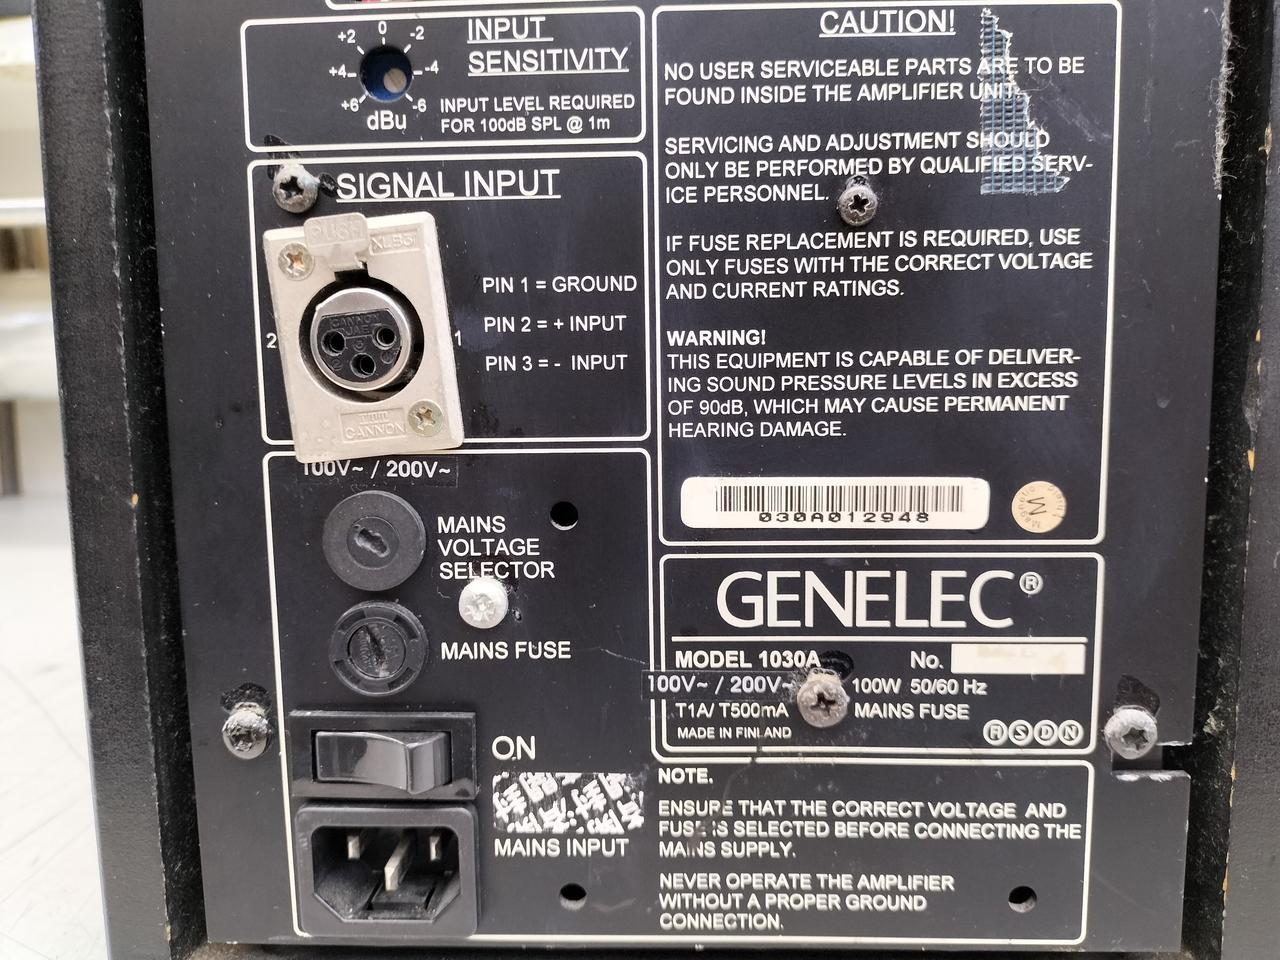 INPUT
SENSITIVITY
+2 0 -2
+4 -4
+6 -6
dBu
INPUT LEVEL REQUIRED
FOR 100dB SPL @ 1m
SIGNAL INPUT
PUSH
PIN 1 = GROUND
PIN 2 = + INPUT
PIN 3 = - INPUT
2
1
CANNON
CANNON
100V~ / 200V~
MAINS
VOLTAGE
SELECTOR
MAINS FUSE
ON
MAINS INPUT
CAUTION!
NO USER SERVICEABLE PARTS ARE TO BE
FOUND INSIDE THE AMPLIFIER UNIT.
SERVICING AND ADJUSTMENT SHOULD
ONLY BE PERFORMED BY QUALIFIED SERV-
ICE PERSONNEL.
IF FUSE REPLACEMENT IS REQUIRED, USE
ONLY FUSES WITH THE CORRECT VOLTAGE
AND CURRENT RATINGS.
WARNING!
THIS EQUIPMENT IS CAPABLE OF DELIVER-
ING SOUND PRESSURE LEVELS IN EXCESS
OF 90dB, WHICH MAY CAUSE PERMANENT
HEARING DAMAGE.
030A012948
GENELEC®
MODEL 1030A No.
100V~ / 200V~ 100W 50/60 Hz
T1A/ T500mA MAINS FUSE
MADE IN FINLAND
NOTE.
ENSURE THAT THE CORRECT VOLTAGE AND
FUSE IS SELECTED BEFORE CONNECTING THE
MAINS SUPPLY.
NEVER OPERATE THE AMPLIFIER
WITHOUT A PROPER GROUND
CONNECTION.